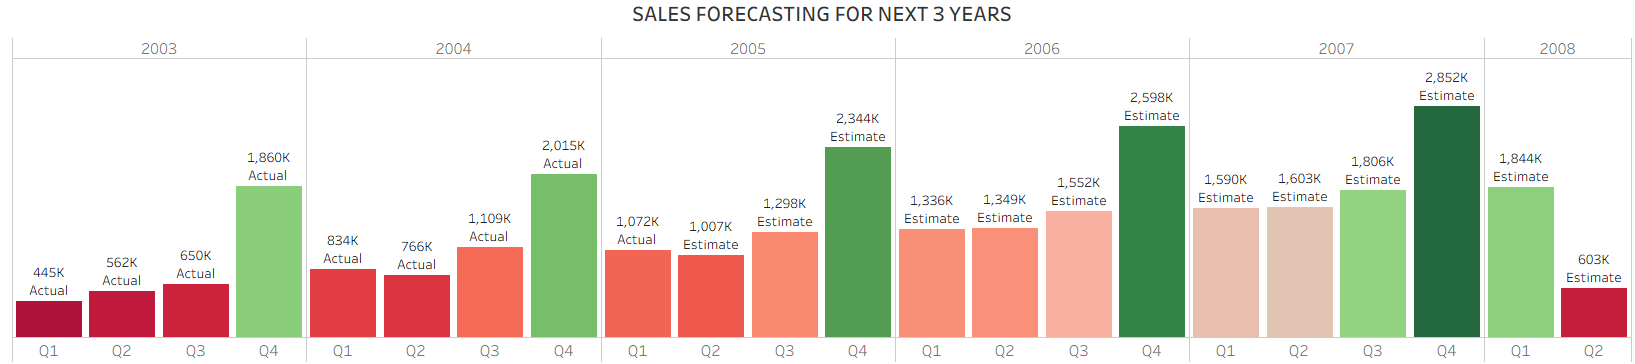 SALES FORECASTING FOR NEXT 3 YEARS
2003
2004
2005
2006
2007
2008
445K
Actual
562K
Actual
650K
Actual
1,860K
Actual
834K
Actual
766K
Actual
1,109K
Actual
2,015K
Actual
1,072K
Actual
1,007K
Estimate
1,298K
Estimate
2,344K
Estimate
1,336K
Estimate
1,349K
Estimate
1,552K
Estimate
2,598K
Estimate
1,590K
Estimate
1,603K
Estimate
1,806K
Estimate
2,852K
Estimate
1,844K
Estimate
603K
Estimate
Q1
Q2
Q3
Q4
Q1
Q2
Q3
Q4
Q1
Q2
Q3
Q4
Q1
Q2
Q3
Q4
Q1
Q2
Q3
Q4
Q1
Q2